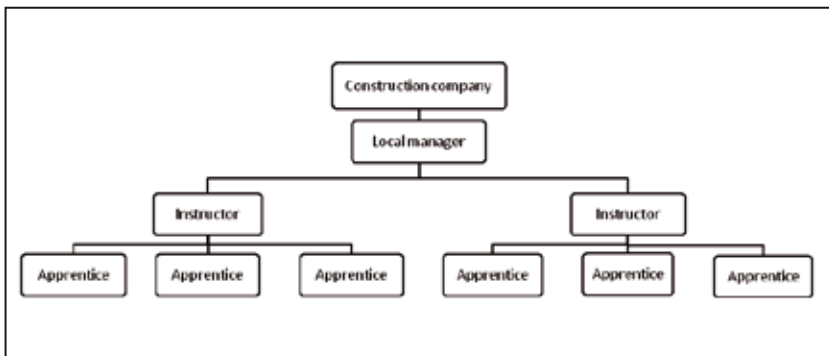 Construction company
Local manager
Instructor
Instructor
Apprentice
Apprentice
Apprentice
Apprentice
Apprentice
Apprentice